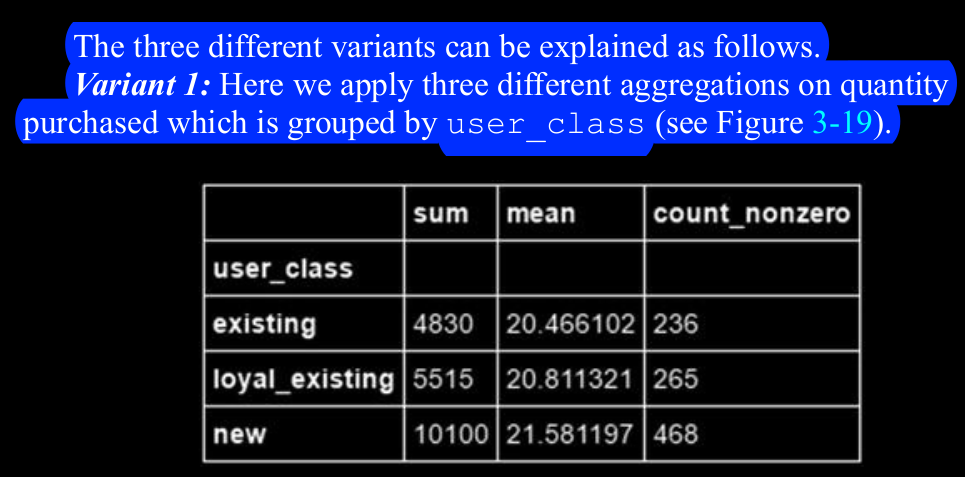 The three different variants can be explained as follows.
Variant 1: Here we apply three different aggregations on quantity
purchased which is grouped by user_class (see Figure 3-19).
sum mean count_nonzero
user_class
existing 4830 20.466102 236
loyal_existing 5515 20.811321 265
new 10100 21.581197 468